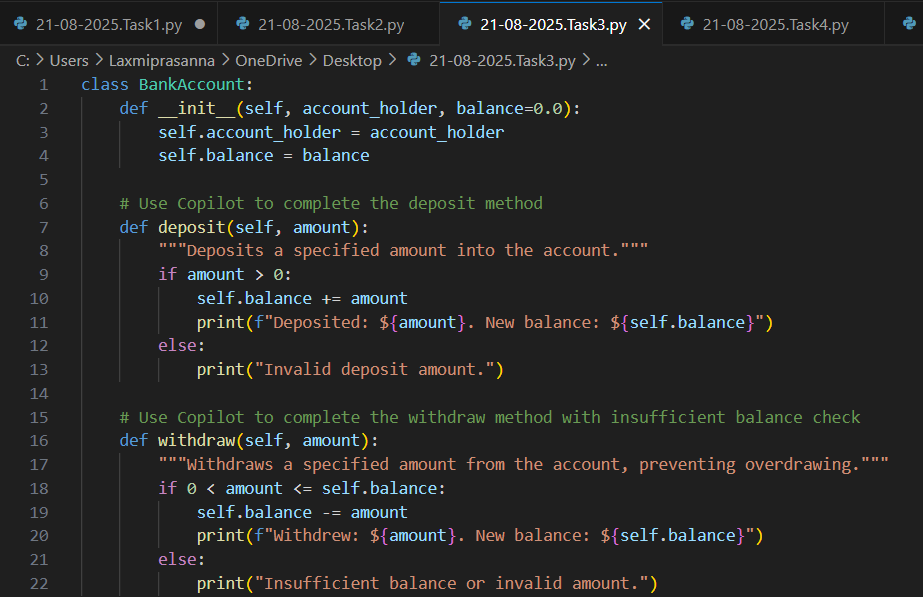 21-08-2025.Task1.py ● 21-08-2025.Task2.py 21-08-2025.Task3.py × 21-08-2025.Task4.py
C: > Users > Laxmiprasanna > OneDrive > Desktop > 21-08-2025.Task3.py > ...
1 class BankAccount:
2     def __init__(self, account_holder, balance=0.0):
3         self.account_holder = account_holder
4         self.balance = balance
5
6     # Use Copilot to complete the deposit method
7     def deposit(self, amount):
8         """Deposits a specified amount into the account."""
9         if amount > 0:
10             self.balance += amount
11             print(f"Deposited: ${amount}. New balance: ${self.balance}")
12         else:
13             print("Invalid deposit amount.")
14
15     # Use Copilot to complete the withdraw method with insufficient balance check
16     def withdraw(self, amount):
17         """Withdraws a specified amount from the account, preventing overdrawing."""
18         if 0 < amount <= self.balance:
19             self.balance -= amount
20             print(f"Withdrew: ${amount}. New balance: ${self.balance}")
21         else:
22             print("Insufficient balance or invalid amount.")